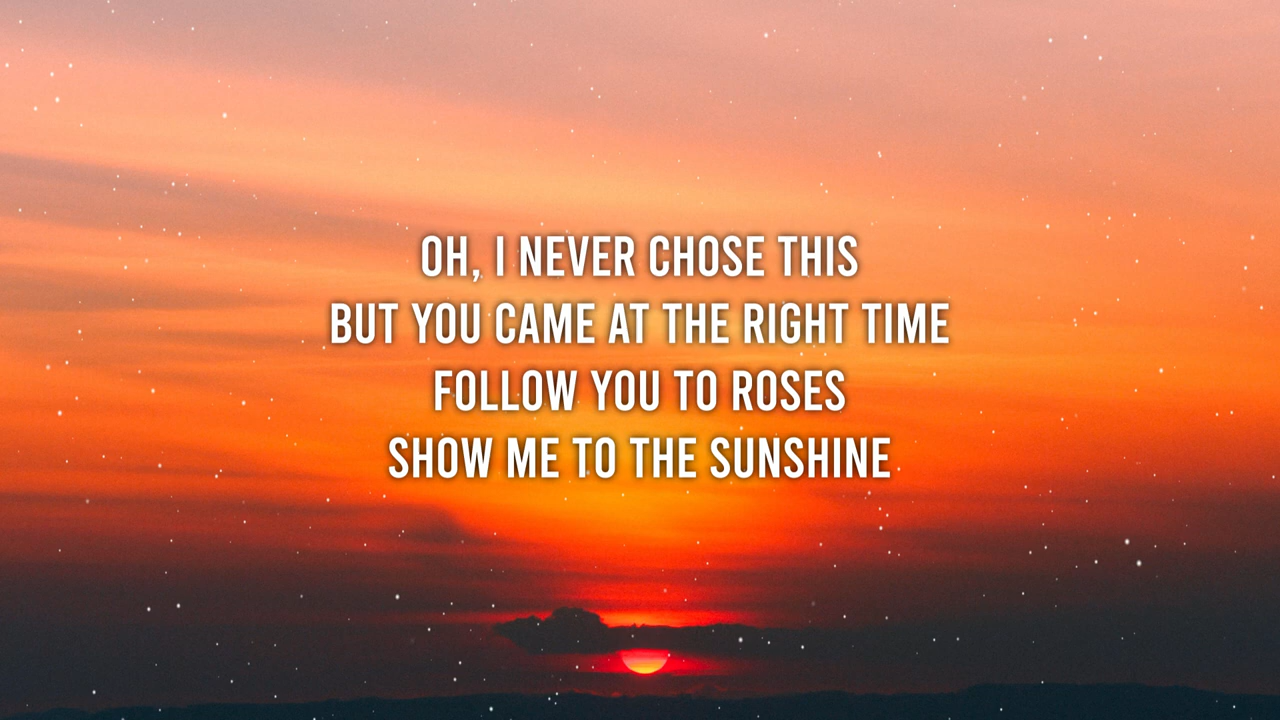 OH, I NEVER CHOSE THIS
BUT YOU CAME AT THE RIGHT TIME
FOLLOW YOU TO ROSES
SHOW ME TO THE SUNSHINE